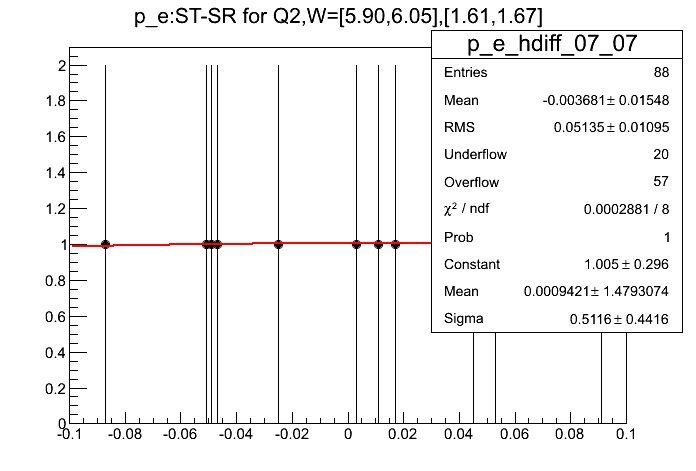 p_e:ST-SR for Q2,W=[5.90,6.05],[1.61,1.67]
p_e_hdiff_07_07
Entries 88
Mean -0.003681± 0.01548
RMS 0.05135± 0.01095
Underflow 20
Overflow 57
χ² / ndf 0.0002881 / 8
Prob 1
Constant 1.005± 0.296
Mean 0.0009421± 1.4793074
Sigma 0.5116± 0.4416
2
1.8
1.6
1.4
1.2
1
0.8
0.6
0.4
0.2
0
-0.1 -0.08 -0.06 -0.04 -0.02 0 0.02 0.04 0.06 0.08 0.1